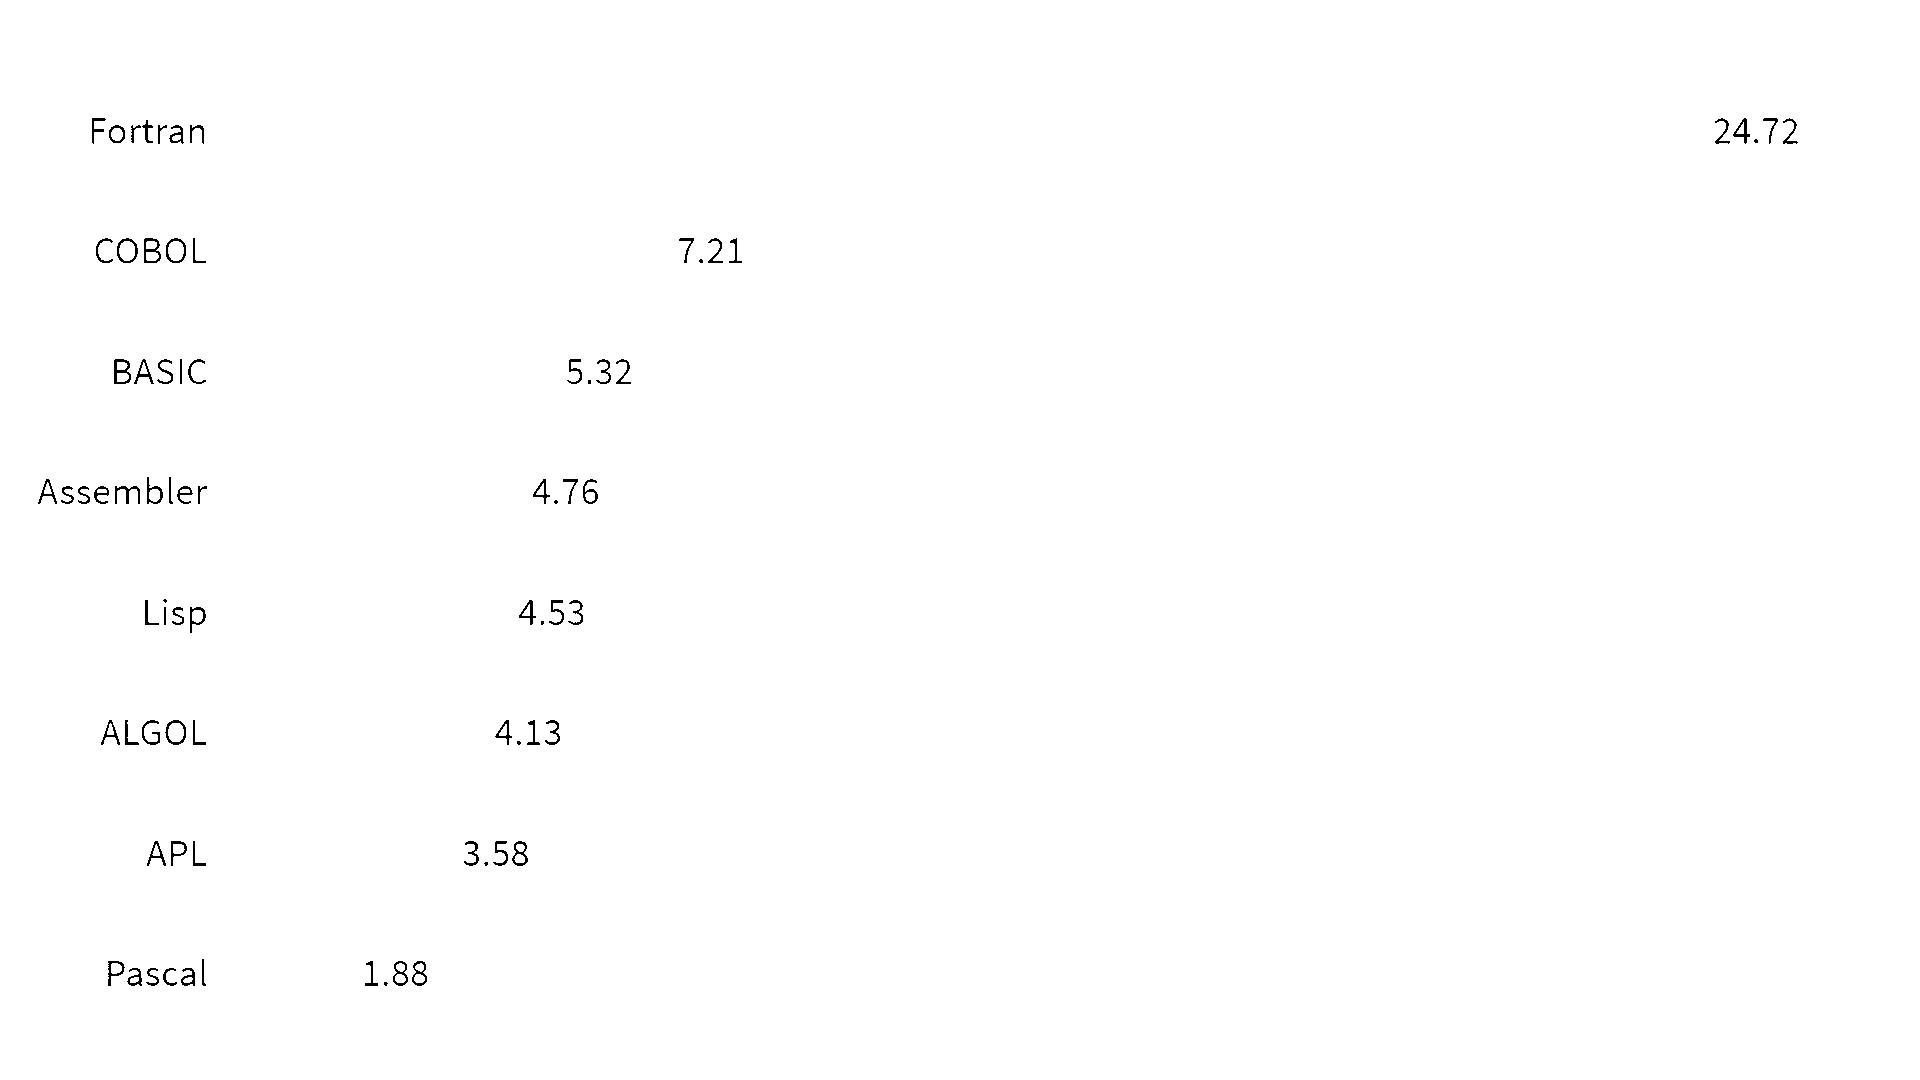 Fortran 24.72
COBOL 7.21
BASIC 5.32
Assembler 4.76
Lisp 4.53
ALGOL 4.13
APL 3.58
Pascal 1.88